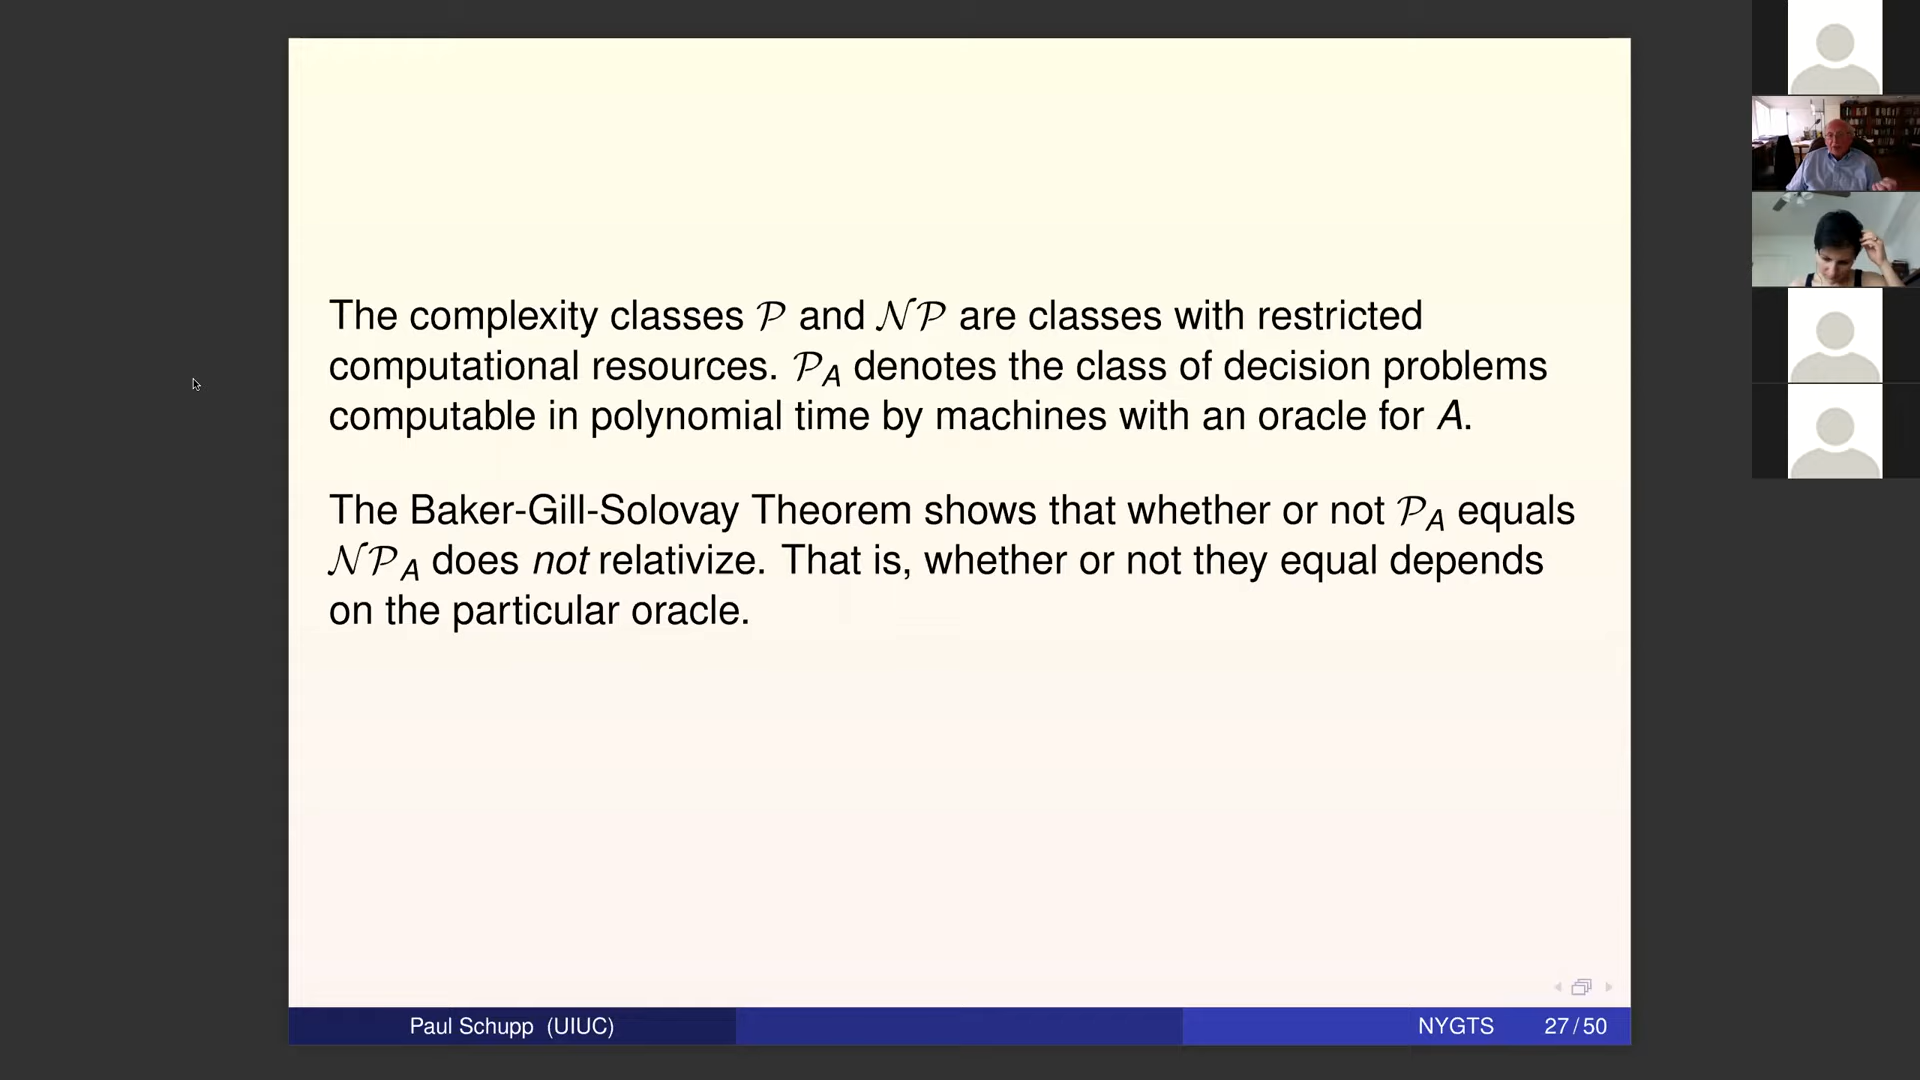 The complexity classes 𝒫 and 𝒩𝒫 are classes with restricted
computational resources. 𝒫_A denotes the class of decision problems
computable in polynomial time by machines with an oracle for A.
The Baker-Gill-Solovay Theorem shows that whether or not 𝒫_A equals
𝒩𝒫_A does not relativize. That is, whether or not they equal depends
on the particular oracle.
Paul Schupp (UIUC) NYGTS 27/50